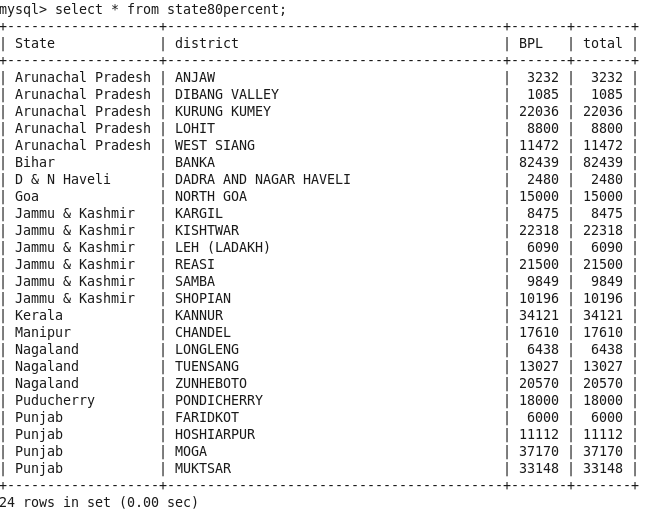 mysql> select * from state80percent;
+-------------------+------------------------------------------+-------+-------+
| State             | district                                 | BPL   | total |
+-------------------+------------------------------------------+-------+-------+
| Arunachal Pradesh | ANJAW                                    |  3232 |  3232 |
| Arunachal Pradesh | DIBANG VALLEY                            |  1085 |  1085 |
| Arunachal Pradesh | KURUNG KUMEY                             | 22036 | 22036 |
| Arunachal Pradesh | LOHIT                                    |  8800 |  8800 |
| Arunachal Pradesh | WEST SIANG                               | 11472 | 11472 |
| Bihar             | BANKA                                    | 82439 | 82439 |
| D & N Haveli      | DADRA AND NAGAR HAVELI                   |  2480 |  2480 |
| Goa               | NORTH GOA                                | 15000 | 15000 |
| Jammu & Kashmir   | KARGIL                                   |  8475 |  8475 |
| Jammu & Kashmir   | KISHTWAR                                 | 22318 | 22318 |
| Jammu & Kashmir   | LEH (LADAKH)                             |  6090 |  6090 |
| Jammu & Kashmir   | REASI                                    | 21500 | 21500 |
| Jammu & Kashmir   | SAMBA                                    |  9849 |  9849 |
| Jammu & Kashmir   | SHOPIAN                                  | 10196 | 10196 |
| Kerala            | KANNUR                                   | 34121 | 34121 |
| Manipur           | CHANDEL                                  | 17610 | 17610 |
| Nagaland          | LONGLENG                                 |  6438 |  6438 |
| Nagaland          | TUENSANG                                 | 13027 | 13027 |
| Nagaland          | ZUNHEBOTO                                | 20570 | 20570 |
| Puducherry        | PONDICHERRY                              | 18000 | 18000 |
| Punjab            | FARIDKOT                                 |  6000 |  6000 |
| Punjab            | HOSHIARPUR                               | 11112 | 11112 |
| Punjab            | MOGA                                     | 37170 | 37170 |
| Punjab            | MUKTSAR                                  | 33148 | 33148 |
+-------------------+------------------------------------------+-------+-------+
24 rows in set (0.00 sec)